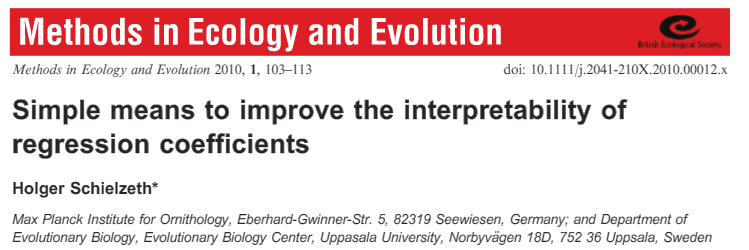 Methods in Ecology and Evolution
British Ecological Society
Methods in Ecology and Evolution 2010, 1, 103–113
doi: 10.1111/j.2041-210X.2010.00012.x
Simple means to improve the interpretability of
regression coefficients
Holger Schielzeth*
Max Planck Institute for Ornithology, Eberhard-Gwinner-Str. 5, 82319 Seewiesen, Germany; and Department of
Evolutionary Biology, Evolutionary Biology Center, Uppasala University, Norbyvägen 18D, 752 36 Uppsala, Sweden